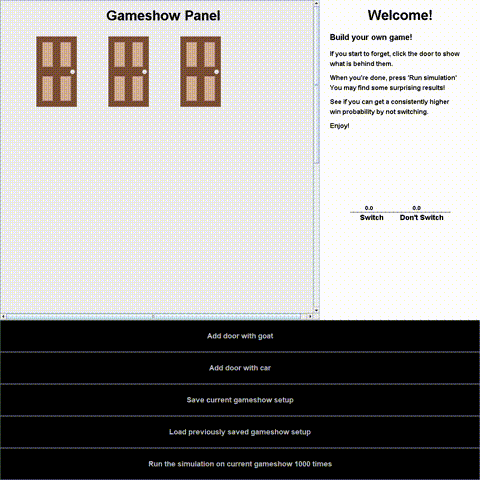 Gameshow Panel
Welcome!
Build your own game!
If you start to forget, click the door to show
what is behind them.
When you're done, press 'Run simulation'
You may find some surprising results!
See if you can get a consistently higher
win probability by not switching.
Enjoy!
0.0 0.0
Switch Don't Switch
Add door with goat
Add door with car
Save current gameshow setup
Load previously saved gameshow setup
Run the simulation on current gameshow 1000 times